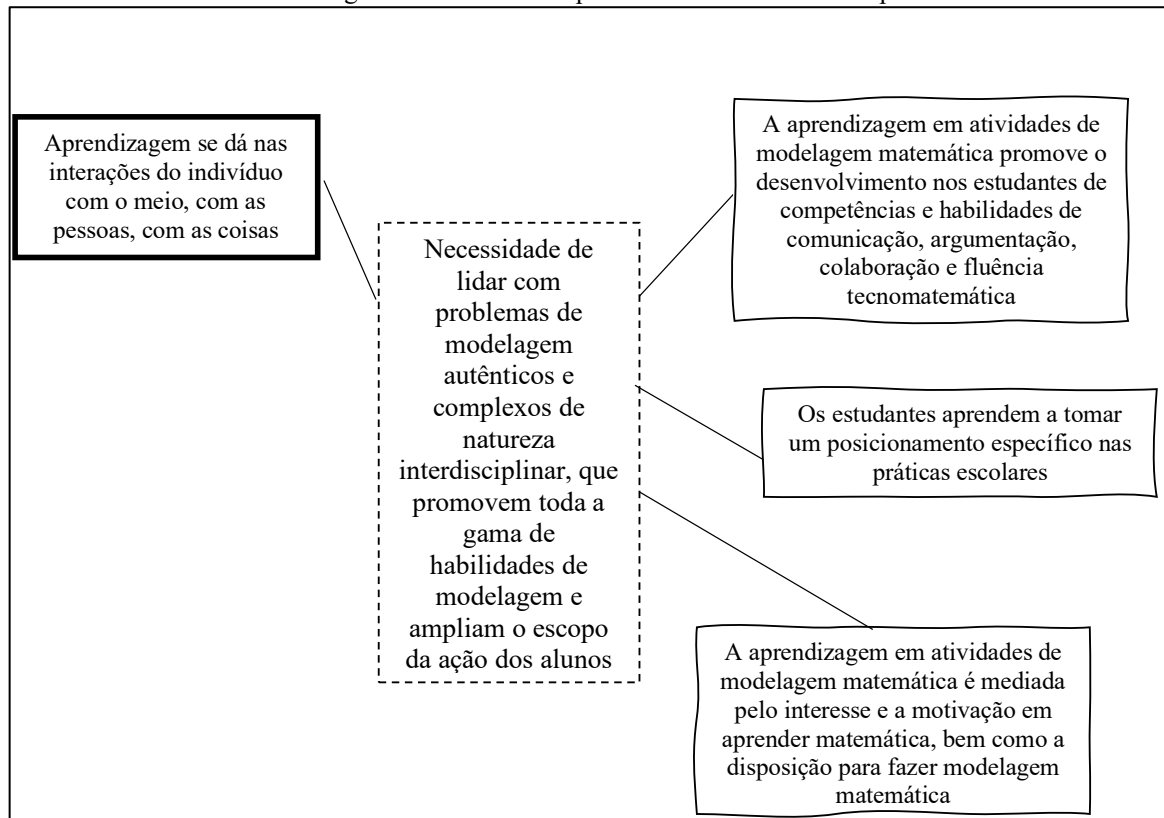 Aprendizagem se dá nas
interações do indivíduo
com o meio, com as
pessoas, com as coisas
Necessidade de
lidar com
problemas de
modelagem
autênticos e
complexos de
natureza
interdisciplinar, que
promovem toda a
gama de
habilidades de
modelagem e
ampliam o escopo
da ação dos alunos
A aprendizagem em atividades de
modelagem matemática promove o
desenvolvimento nos estudantes de
competências e habilidades de
comunicação, argumentação,
colaboração e fluência
tecnomatemática
Os estudantes aprendem a tomar
um posicionamento específico nas
práticas escolares
A aprendizagem em atividades de
modelagem matemática é mediada
pelo interesse e a motivação em
aprender matemática, bem como a
disposição para fazer modelagem
matemática